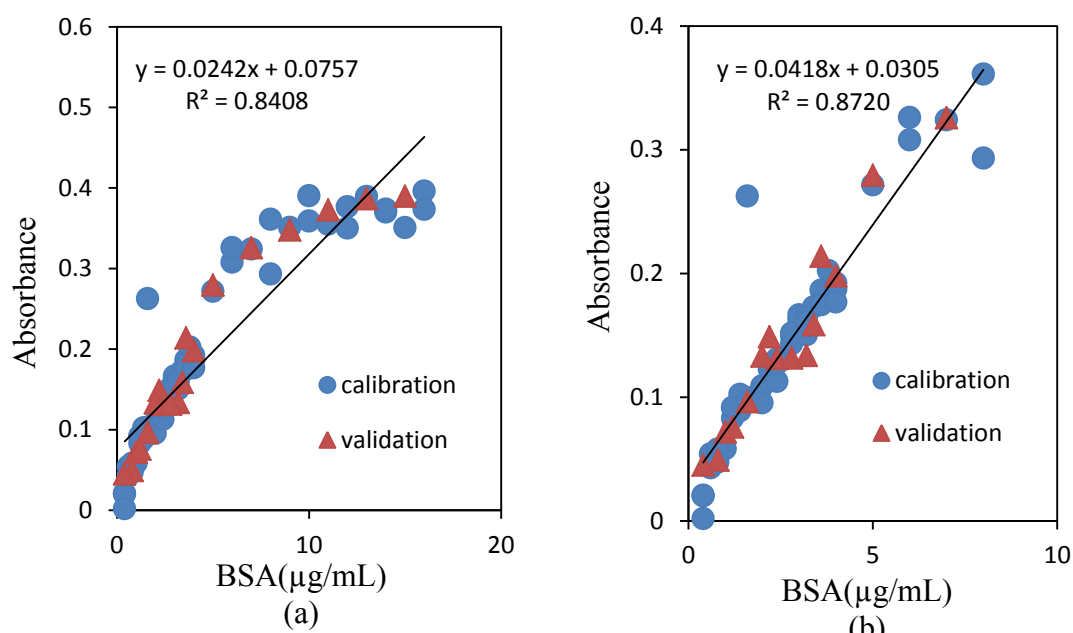 0.6
y = 0.0242x + 0.0757
R² = 0.8408
0.5
0.4
0.3
0.2
0.1
0
Absorbance
calibration
validation
0
10
20
BSA(µg/mL)
(a)
0.4
y = 0.0418x + 0.0305
R² = 0.8720
0.3
0.2
0.1
0
Absorbance
calibration
validation
0
5
10
BSA(µg/mL)
(b)